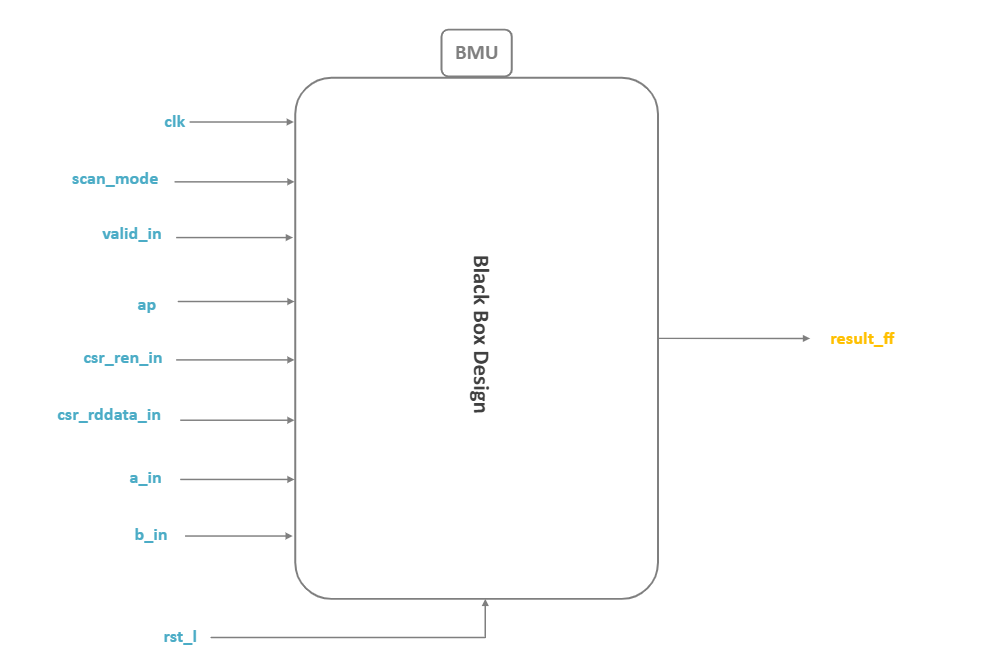 BMU
clk
scan_mode
valid_in
ap
csr_ren_in
csr_rddata_in
a_in
b_in
rst_l
Black Box Design
result_ff